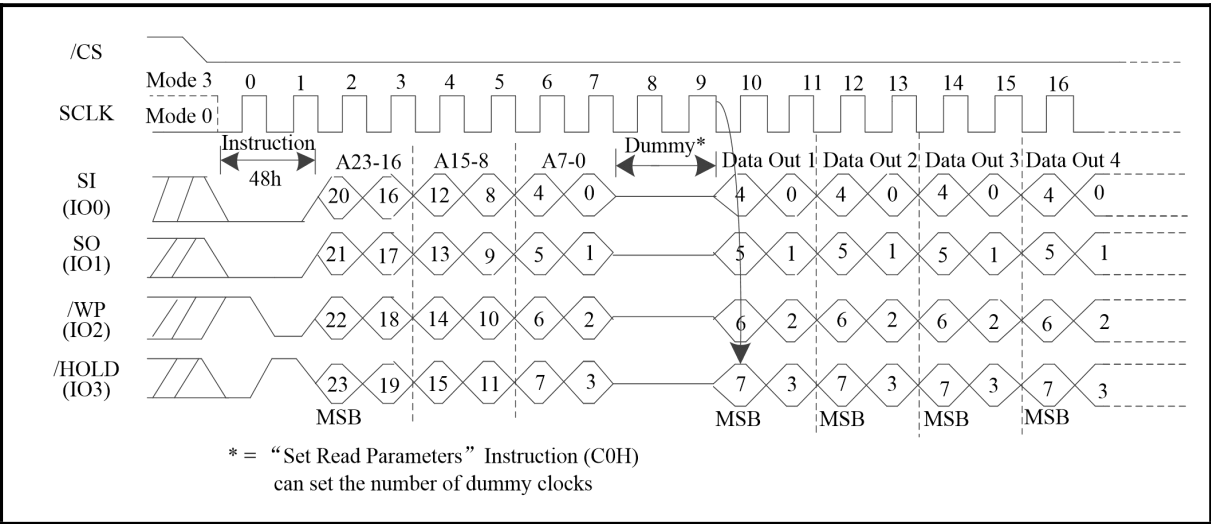 /CS
Mode 3 0 1 2 3 4 5 6 7 8 9 10 11 12 13 14 15 16
SCLK Mode 0
Instruction Dummy*
48h A23-16 A15-8 A7-0 Data Out 1 Data Out 2 Data Out 3 Data Out 4
SI
(IO0) 20 16 12 8 4 0 4 0 4 0 4 0 4 0
SO
(IO1) 21 17 13 9 5 1 5 1 5 1 5 1 5 1
/WP
(IO2) 22 18 14 10 6 2 6 2 6 2 6 2 6 2
/HOLD
(IO3) 23 19 15 11 7 3 7 3 7 3 7 3 7 3
MSB MSB MSB MSB MSB
* = “Set Read Parameters” Instruction (C0H)
can set the number of dummy clocks